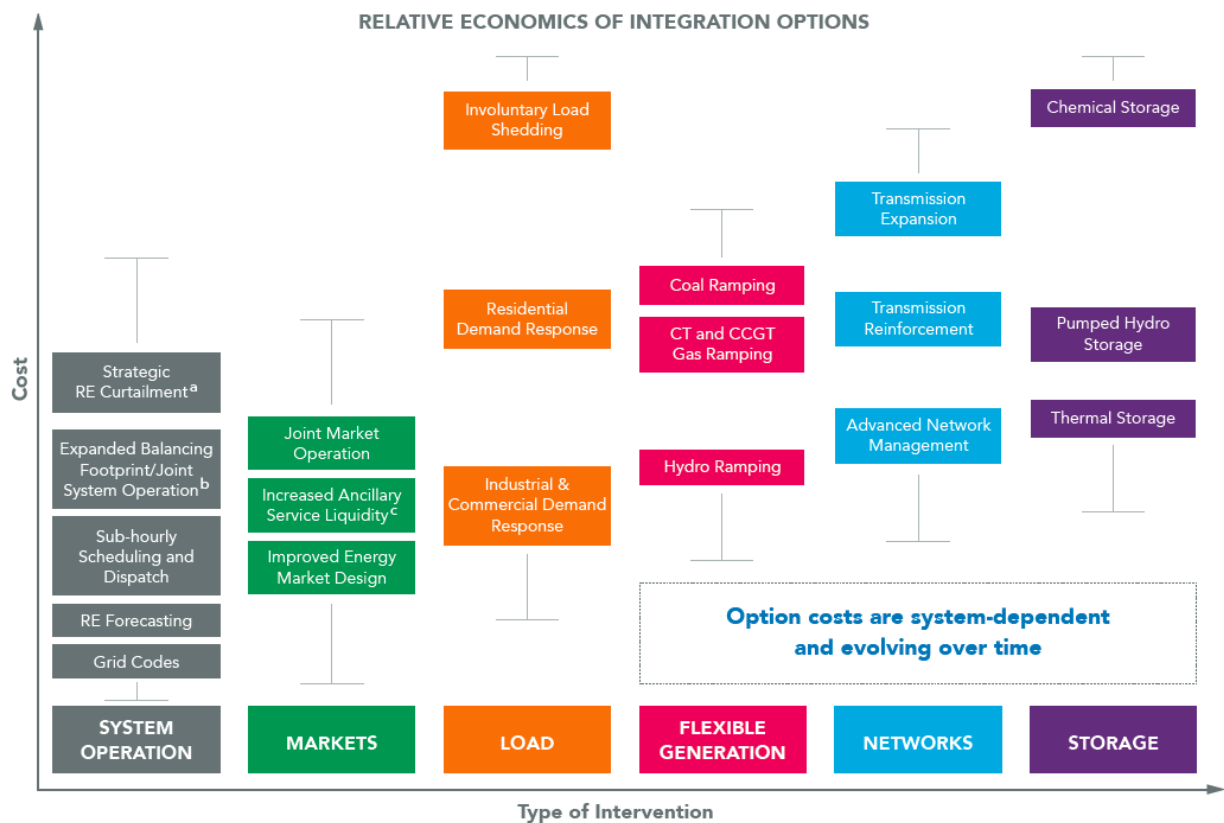 RELATIVE ECONOMICS OF INTEGRATION OPTIONS
Cost
Strategic
RE Curtailmentª
Expanded Balancing
Footprint/Joint
System Operationb
Sub-hourly
Scheduling and
Dispatch
RE Forecasting
Grid Codes
SYSTEM
OPERATION
Joint Market
Operation
Increased Ancillary
Service Liquidityc
Improved Energy
Market Design
MARKETS
Involuntary Load
Shedding
Residential
Demand Response
Industrial &
Commercial Demand
Response
LOAD
Coal Ramping
CT and CCGT
Gas Ramping
Hydro Ramping
FLEXIBLE
GENERATION
Transmission
Expansion
Transmission
Reinforcement
Advanced Network
Management
NETWORKS
Chemical Storage
Pumped Hydro
Storage
Thermal Storage
STORAGE
Option costs are system-dependent
and evolving over time
Type of Intervention